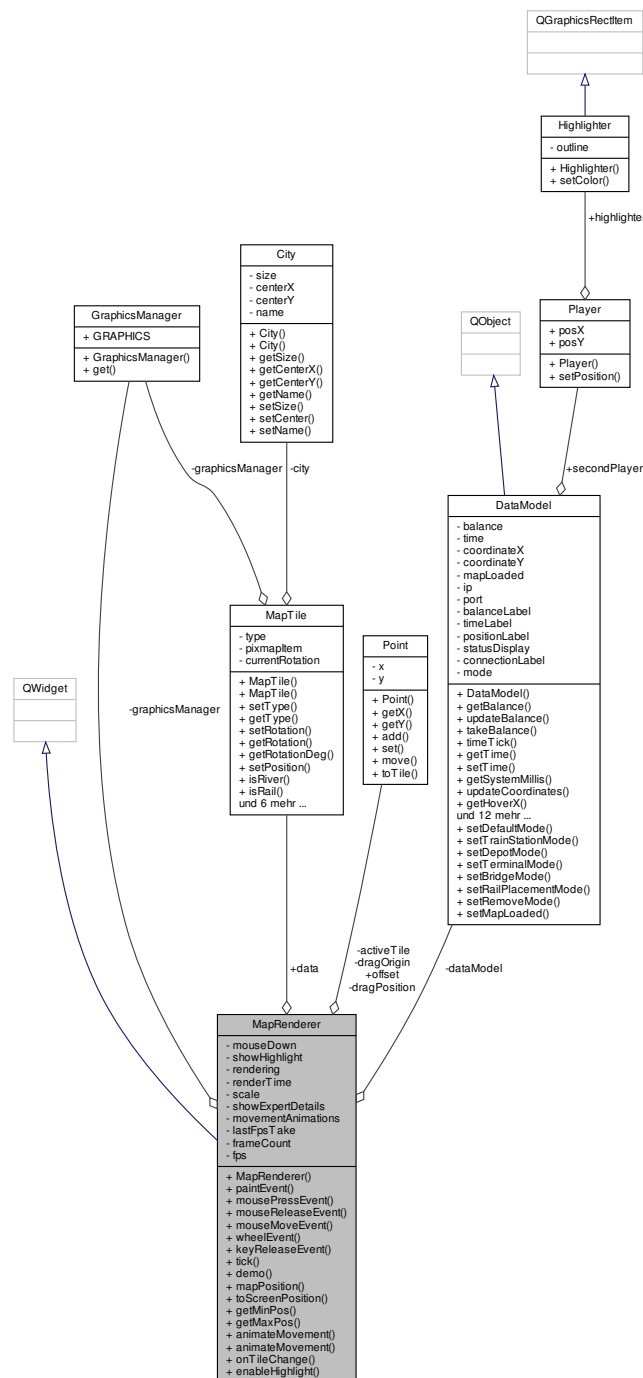 QGraphicsRectItem
Highlighter
- outline
+ Highlighter()
+ setColor()
+highlighte
City
- size
- centerX
- centerY
- name
+ City()
+ City()
+ getSize()
+ getCenterX()
+ getCenterY()
+ getName()
+ setSize()
+ setCenter()
+ setName()
GraphicsManager
+ GRAPHICS
+ GraphicsManager()
+ get()
QObject
Player
+ posX
+ posY
+ Player()
+ setPosition()
-graphicsManager
-city
+secondPlayer
DataModel
- balance
- time
- coordinateX
- coordinateY
- mapLoaded
- ip
- port
- balanceLabel
- timeLabel
- positionLabel
- statusDisplay
- connectionLabel
- mode
+ DataModel()
+ getBalance()
+ updateBalance()
+ takeBalance()
+ timeTick()
+ getTime()
+ setTime()
+ getSystemMillis()
+ updateCoordinates()
+ getHoverX()
und 12 mehr ...
+ setDefaultMode()
+ setTrainStationMode()
+ setDepotMode()
+ setTerminalMode()
+ setBridgeMode()
+ setRailPlacementMode()
+ setRemoveMode()
+ setMapLoaded()
MapTile
- type
- pixmapItem
- currentRotation
+ MapTile()
+ MapTile()
+ setType()
+ getType()
+ setRotation()
+ getRotation()
+ getRotationDeg()
+ setPosition()
+ isRiver()
+ isRail()
und 6 mehr ...
Point
- x
- y
+ Point()
+ getX()
+ getY()
+ add()
+ set()
+ move()
+ toTile()
QWidget
-graphicsManager
+data
-activeTile
-dragOrigin
+offset
-dragPosition
-dataModel
MapRenderer
- mouseDown
- showHighlight
- rendering
- renderTime
- scale
- showExpertDetails
- movementAnimations
- lastFpsTake
- frameCount
- fps
+ MapRenderer()
+ paintEvent()
+ mousePressEvent()
+ mouseReleaseEvent()
+ mouseMoveEvent()
+ wheelEvent()
+ keyReleaseEvent()
+ tick()
+ demo()
+ mapPosition()
+ toScreenPosition()
+ getMinPos()
+ getMaxPos()
+ animateMovement()
+ animateMovement()
+ onTileChange()
+ enableHighlight()